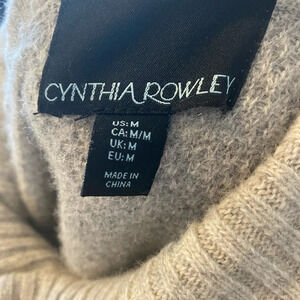 CYNTHIA ROWLEY
US: M
CA: M/M
UK: M
EU: M
MADE IN
CHINA